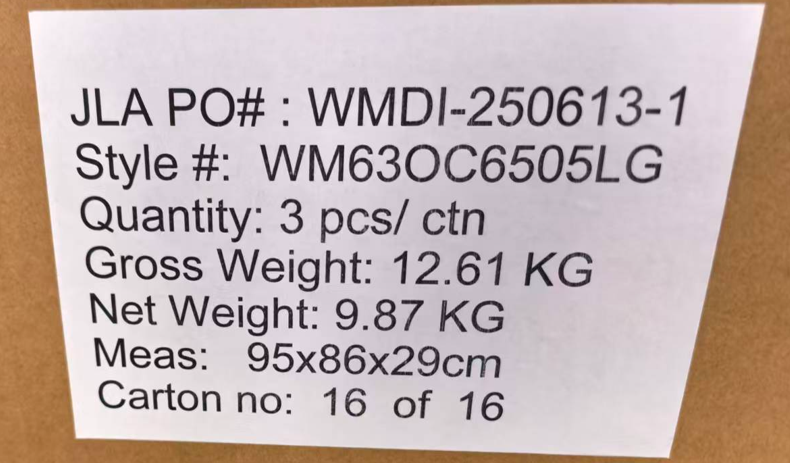 JLA PO# : WMDI-250613-1
Style #: WM63OC6505LG
Quantity: 3 pcs/ ctn
Gross Weight: 12.61 KG
Net Weight: 9.87 KG
Meas: 95x86x29cm
Carton no: 16 of 16